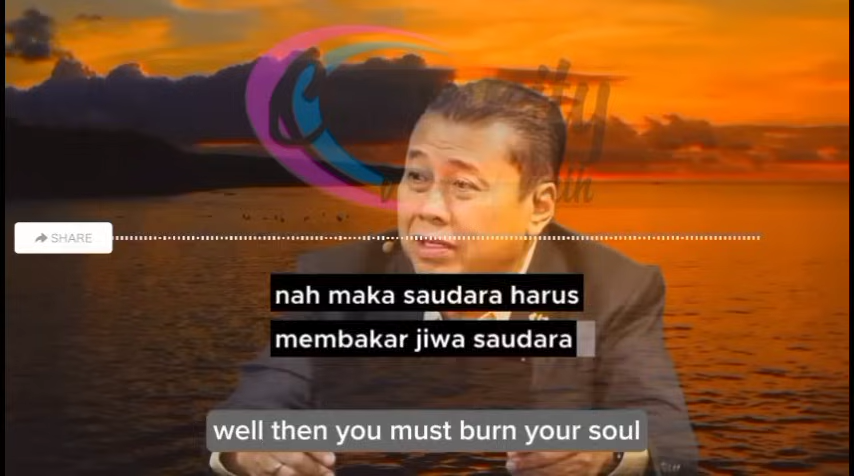 SHARE
nah maka saudara harus
membakar jiwa saudara
well then you must burn your soul